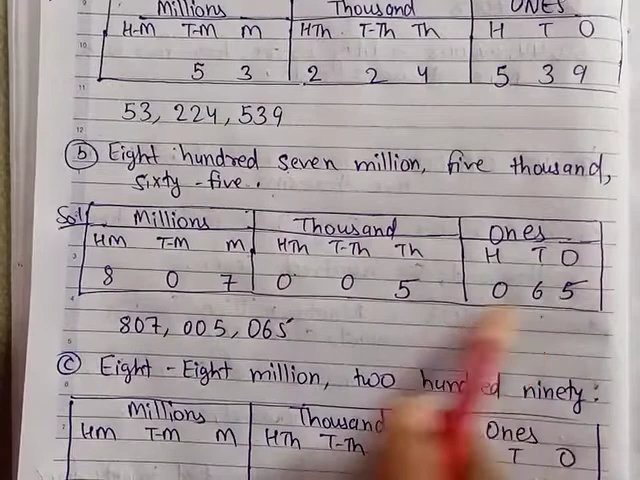 Millions Thousand ONES
H-M T-M M HTh T-Th Th H T O
5 3 2 2 4 5 3 9
53, 224, 539
(b) Eight hundred seven million, five thousand,
sixty-five.
Sol Millions Thousand Ones
HM T-M M HTh T-Th Th H T O
8 0 7 0 0 5 0 6 5
807, 005, 065
(c) Eight-Eight million, two hundred ninety:
Millions Thousand Ones
HM T-M M HTh T-Th T O